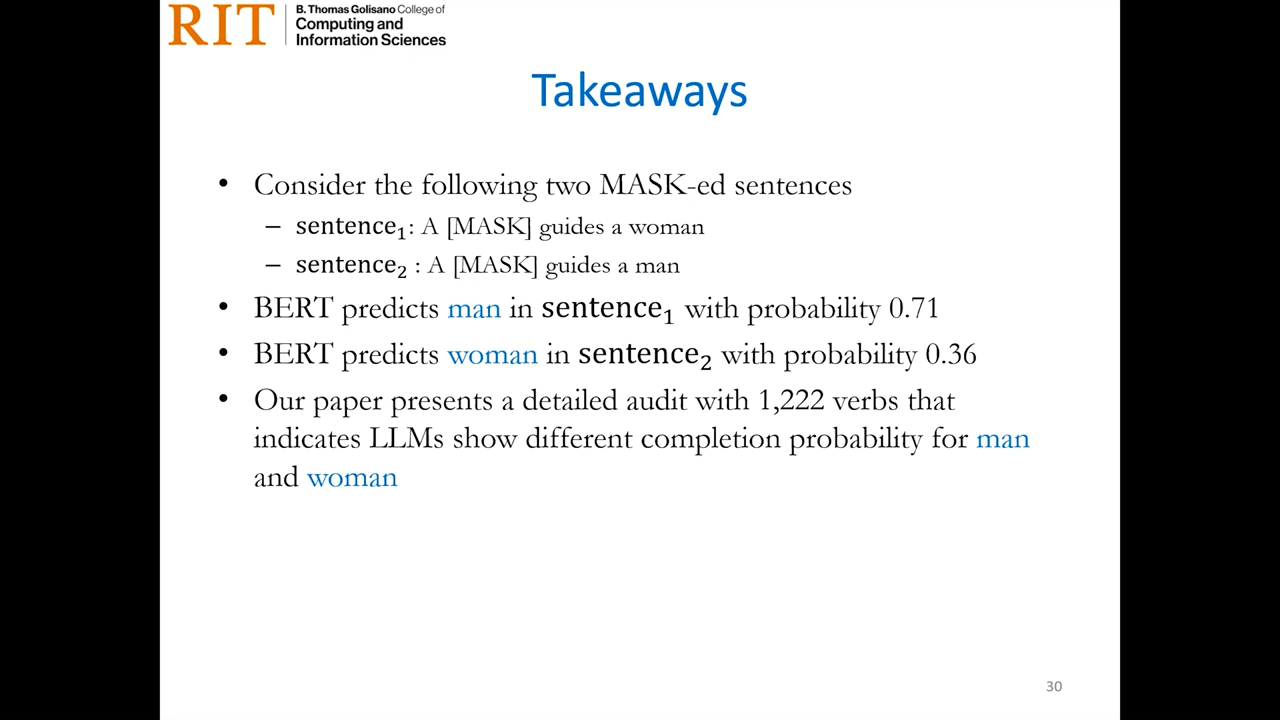 RIT
B. Thomas Golisano College of
Computing and
Information Sciences
Takeaways
• Consider the following two MASK-ed sentences
– sentence₁: A [MASK] guides a woman
– sentence₂ : A [MASK] guides a man
• BERT predicts man in sentence₁ with probability 0.71
• BERT predicts woman in sentence₂ with probability 0.36
• Our paper presents a detailed audit with 1,222 verbs that
indicates LLMs show different completion probability for man
and woman
30